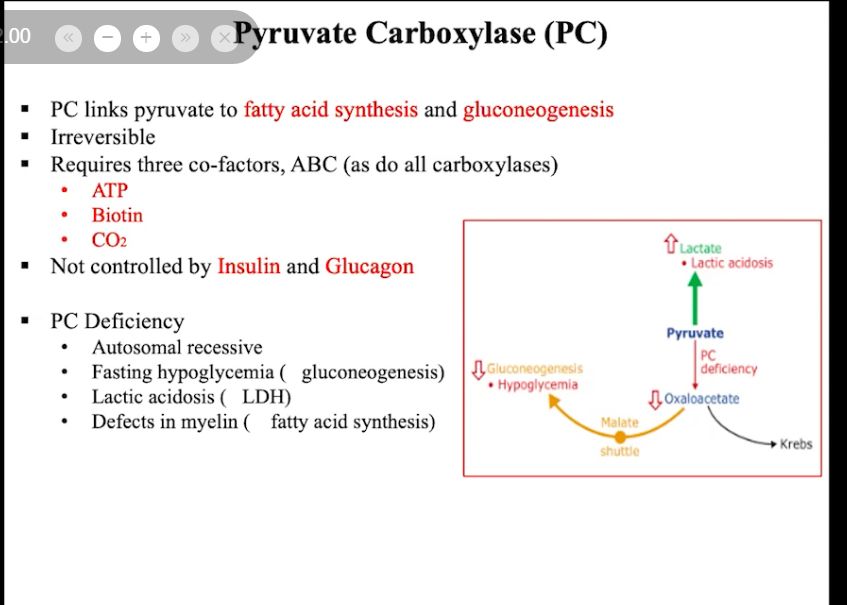 2.00 « − + » ×
Pyruvate Carboxylase (PC)
▪ PC links pyruvate to fatty acid synthesis and gluconeogenesis
▪ Irreversible
▪ Requires three co-factors, ABC (as do all carboxylases)
• ATP
• Biotin
• CO2
▪ Not controlled by Insulin and Glucagon
▪ PC Deficiency
• Autosomal recessive
• Fasting hypoglycemia ( gluconeogenesis)
• Lactic acidosis ( LDH)
• Defects in myelin ( fatty acid synthesis)
⇧ Lactate
• Lactic acidosis
Pyruvate
PC
deficiency
⇩ Gluconeogenesis
• Hypoglycemia
⇩ Oxaloacetate
Malate
shuttle
Krebs